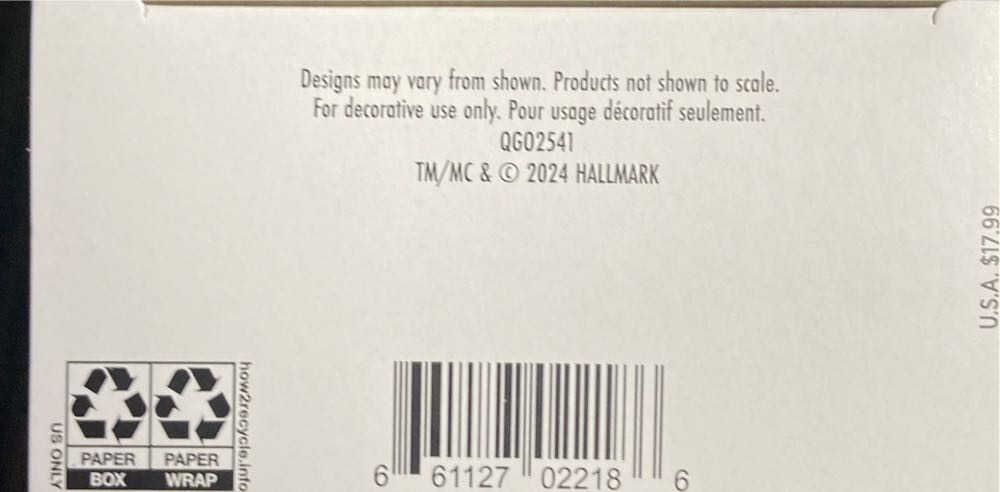 Designs may vary from shown. Products not shown to scale.
For decorative use only. Pour usage décoratif seulement.
QGO2541
TM/MC & © 2024 HALLMARK
U.S.A. $17.99
US ONLY
PAPER
BOX
PAPER
WRAP
how2recycle.info
6 61127 02218 6